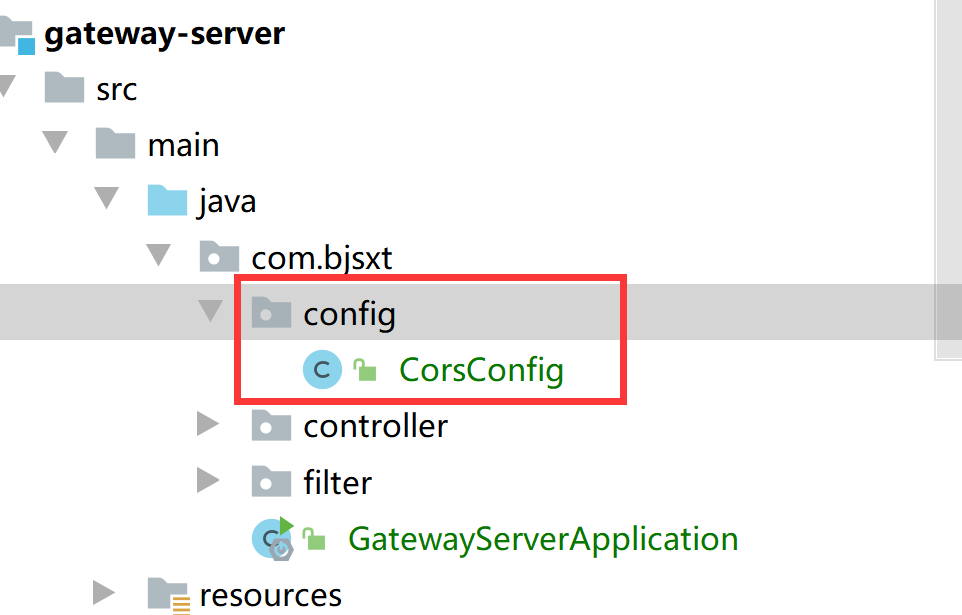 gateway-server
src
main
java
com.bjsxt
config
C CorsConfig
controller
filter
C GatewayServerApplication
resources